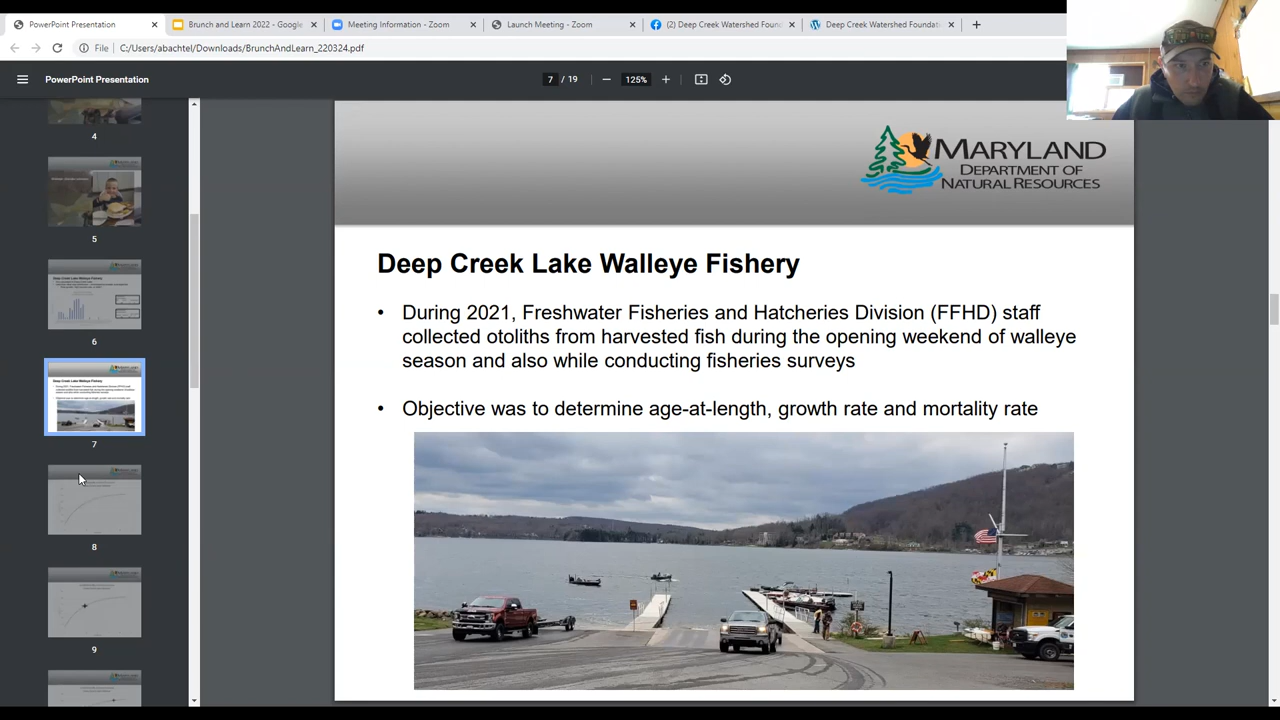 PowerPoint Presentation
Brunch and Learn 2022 - Google
Meeting Information - Zoom
Launch Meeting - Zoom
(2) Deep Creek Watershed Found
Deep Creek Watershed Foundat
File
C:/Users/abachtel/Downloads/BrunchAndLearn_220324.pdf
PowerPoint Presentation
7 / 19
125%
4
5
6
7
8
9
MARYLAND
DEPARTMENT OF
NATURAL RESOURCES
Deep Creek Lake Walleye Fishery
• During 2021, Freshwater Fisheries and Hatcheries Division (FFHD) staff
collected otoliths from harvested fish during the opening weekend of walleye
season and also while conducting fisheries surveys
• Objective was to determine age-at-length, growth rate and mortality rate